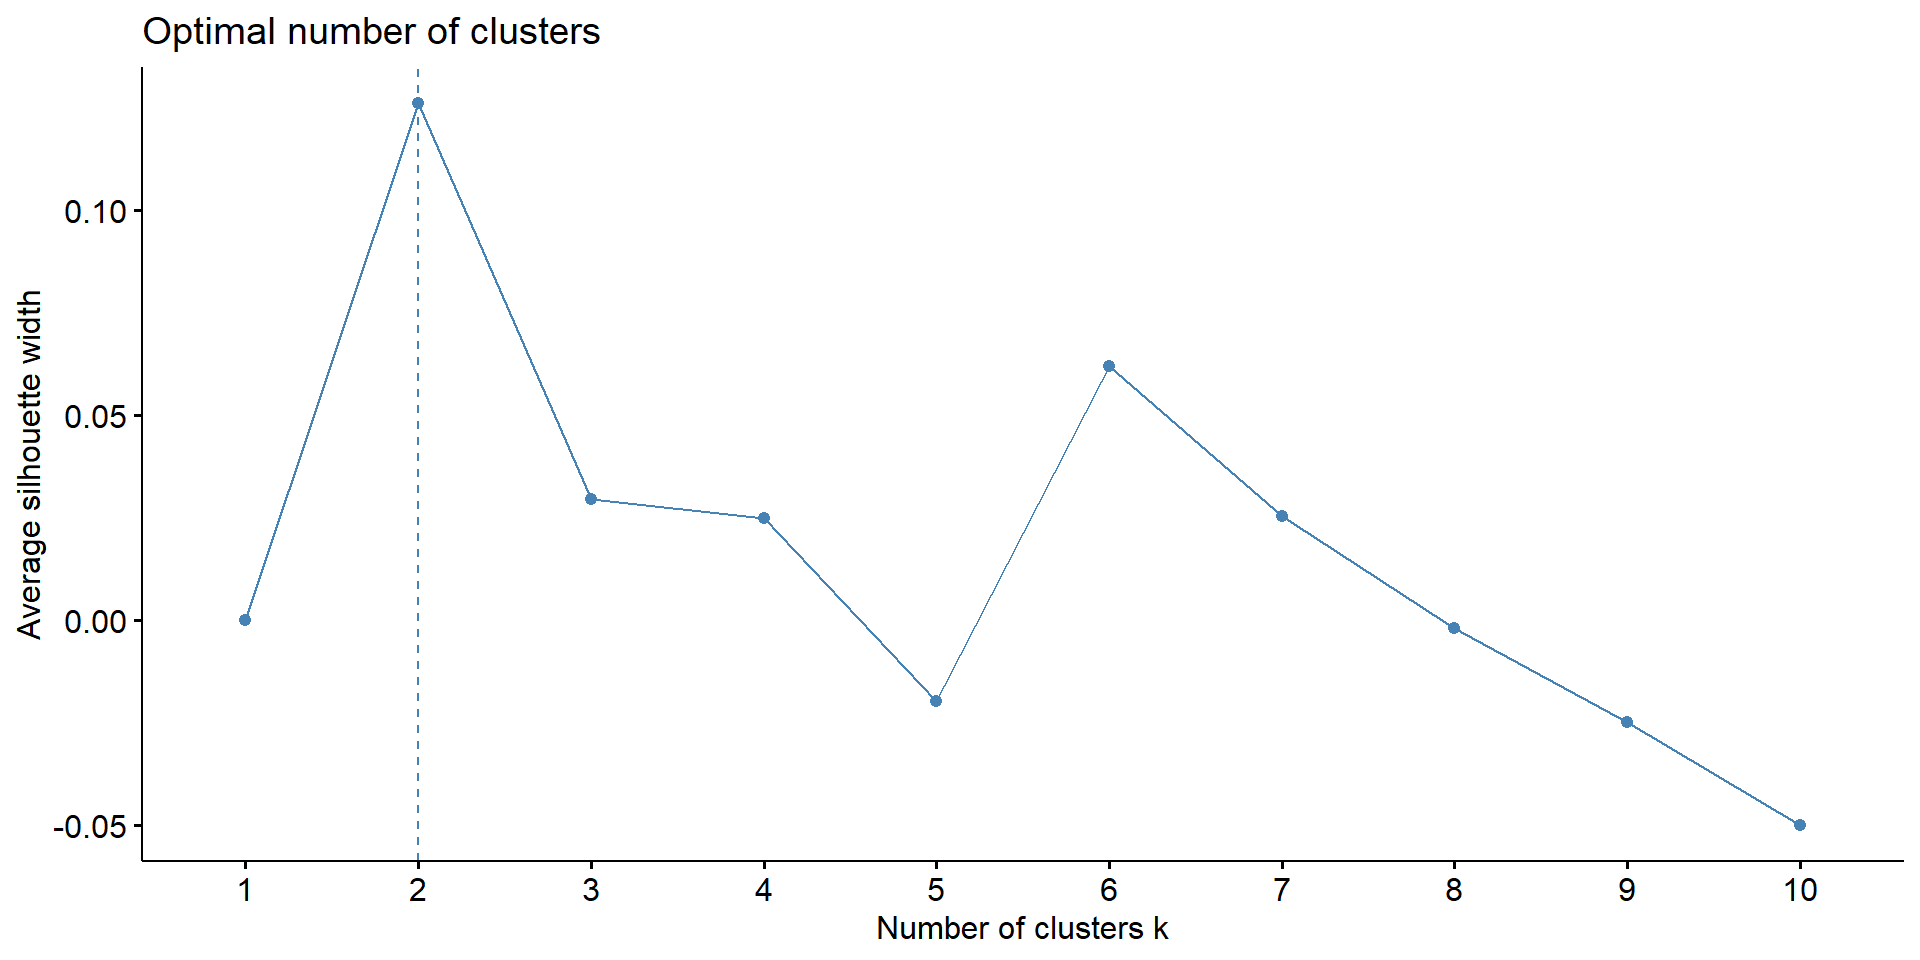 Optimal number of clusters
Average silhouette width
0.10
0.05
0.00
-0.05
1 2 3 4 5 6 7 8 9 10
Number of clusters k